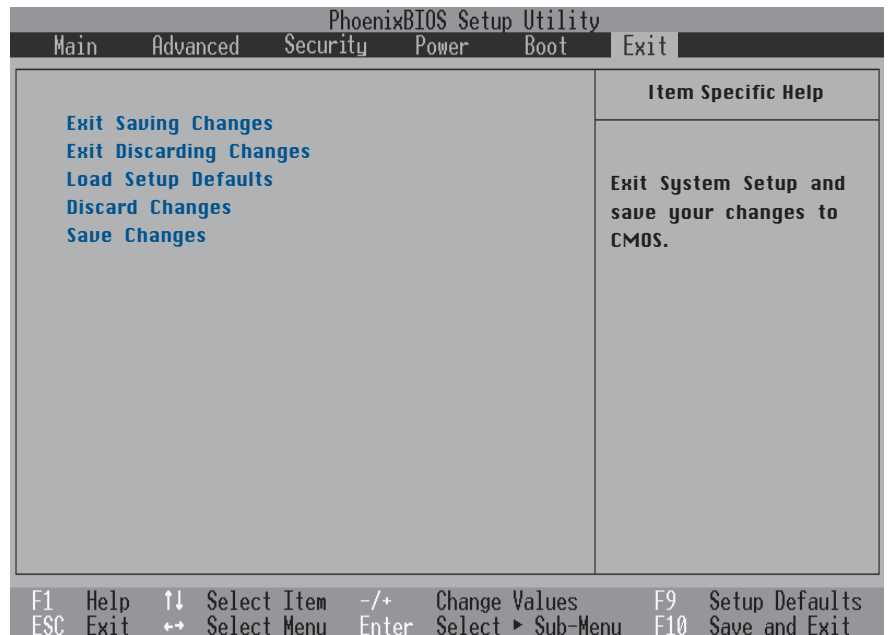 PhoenixBIOS Setup Utility
Main Advanced Security Power Boot Exit
Item Specific Help
Exit Saving Changes
Exit Discarding Changes
Load Setup Defaults
Discard Changes
Save Changes
Exit System Setup and
save your changes to
CMOS.
F1 Help ↑↓ Select Item -/+ Change Values F9 Setup Defaults
ESC Exit ←→ Select Menu Enter Select ▶ Sub-Menu F10 Save and Exit